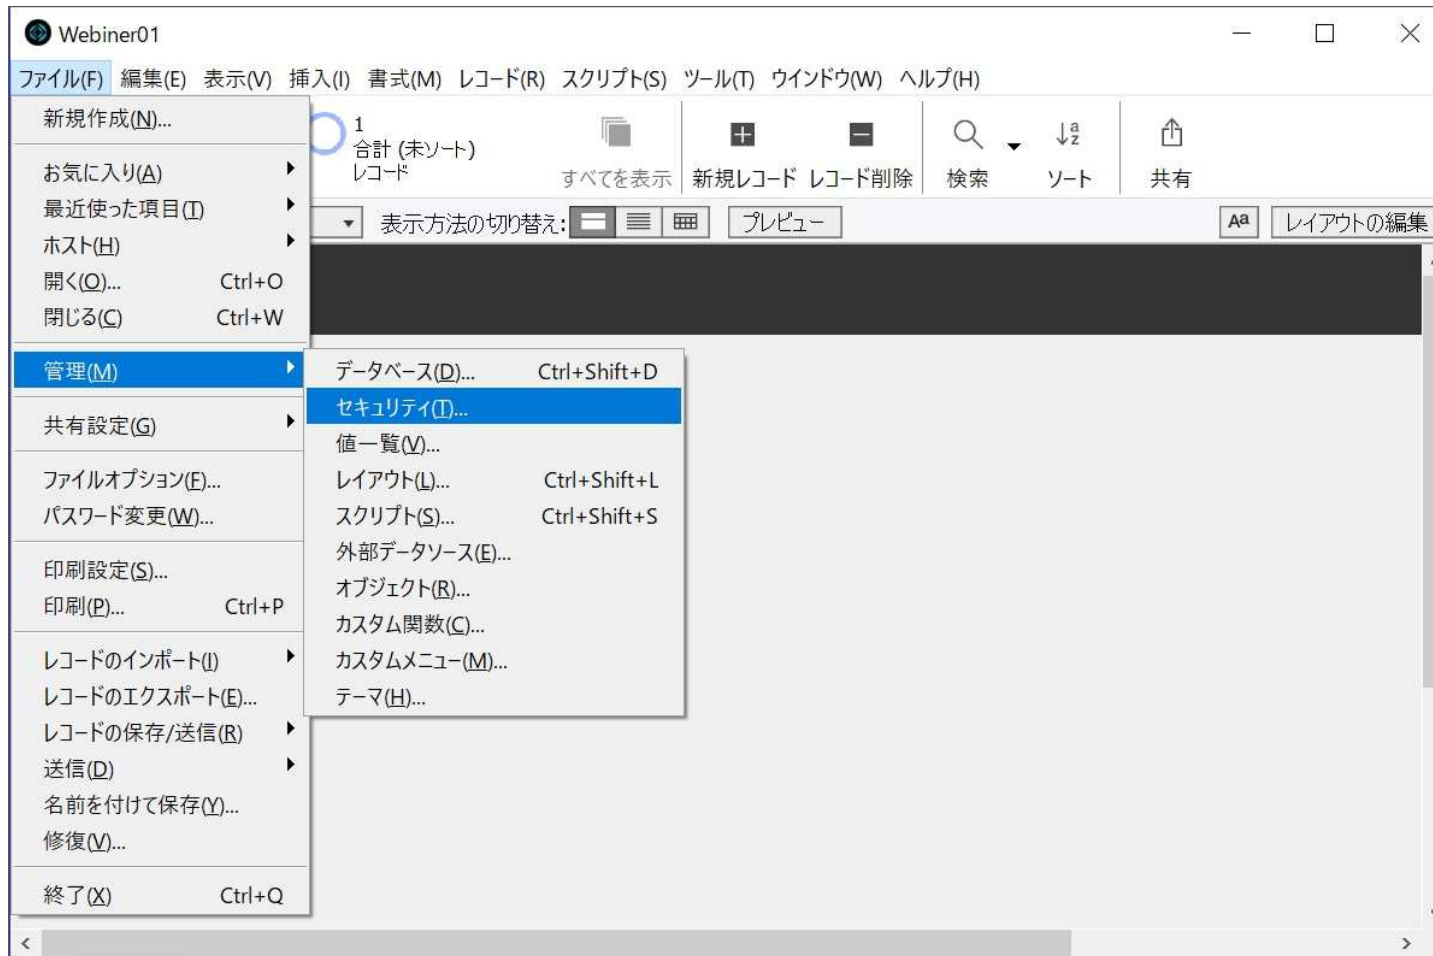 Webiner01
ファイル(F) 編集(E) 表示(V) 挿入(I) 書式(M) レコード(R) スクリプト(S) ツール(T) ウインドウ(W) ヘルプ(H)
新規作成(N)...
お気に入り(A)
最近使った項目(T)
ホスト(H)
開く(O)... Ctrl+O
閉じる(C) Ctrl+W
管理(M)
共有設定(G)
ファイルオプション(F)...
パスワード変更(W)...
印刷設定(S)...
印刷(P)... Ctrl+P
レコードのインポート(I)
レコードのエクスポート(E)...
レコードの保存/送信(R)
送信(D)
名前を付けて保存(Y)...
修復(V)...
終了(X) Ctrl+Q
1
合計 (未ソート)
レコード
すべてを表示 新規レコード レコード削除 検索 ソート 共有
表示方法の切り替え: プレビュー Aa レイアウトの編集
データベース(D)... Ctrl+Shift+D
セキュリティ(T)...
値一覧(V)...
レイアウト(L)... Ctrl+Shift+L
スクリプト(S)... Ctrl+Shift+S
外部データソース(E)...
オブジェクト(R)...
カスタム関数(C)...
カスタムメニュー(M)...
テーマ(H)...